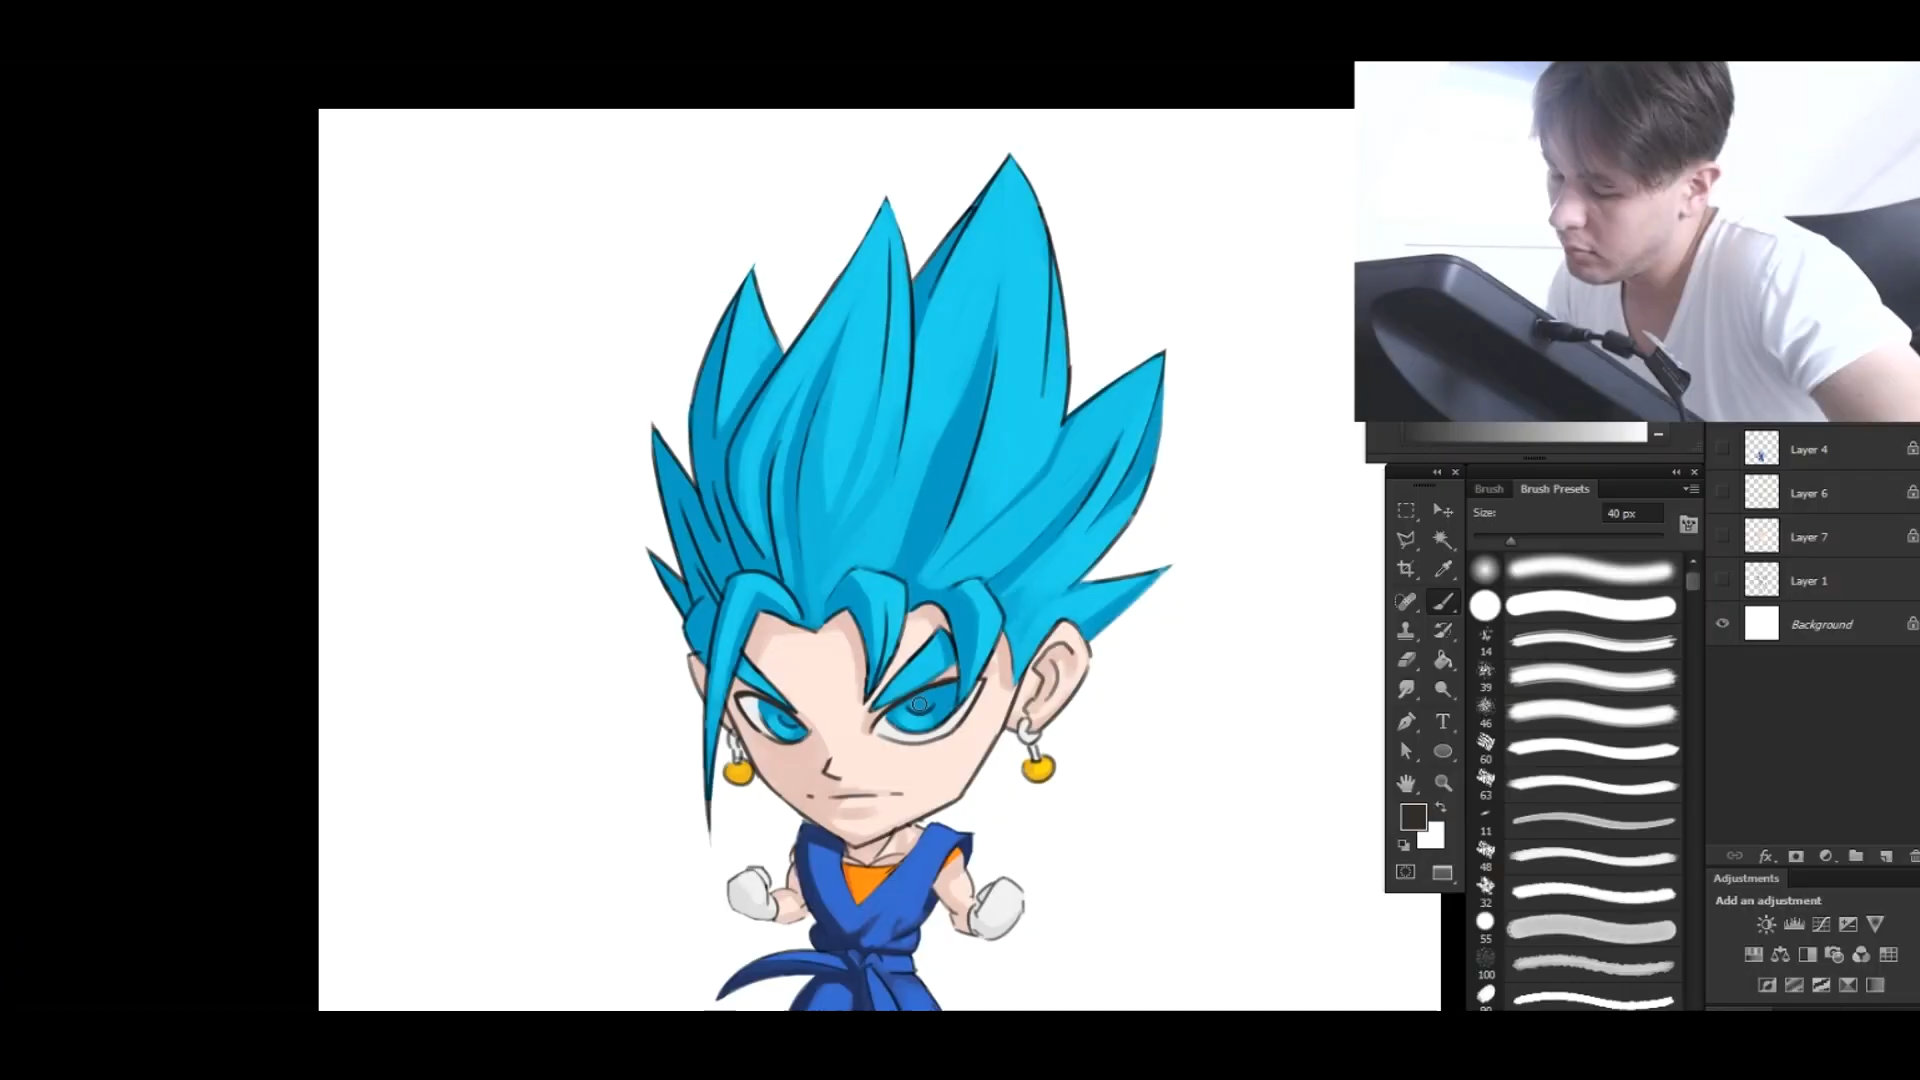 Layer 4
Layer 6
Brush Brush Presets
Size: 40 px
Layer 7
Layer 1
Background
14
39
46
60
63
11
48
32
55
100
Adjustments
Add an adjustment